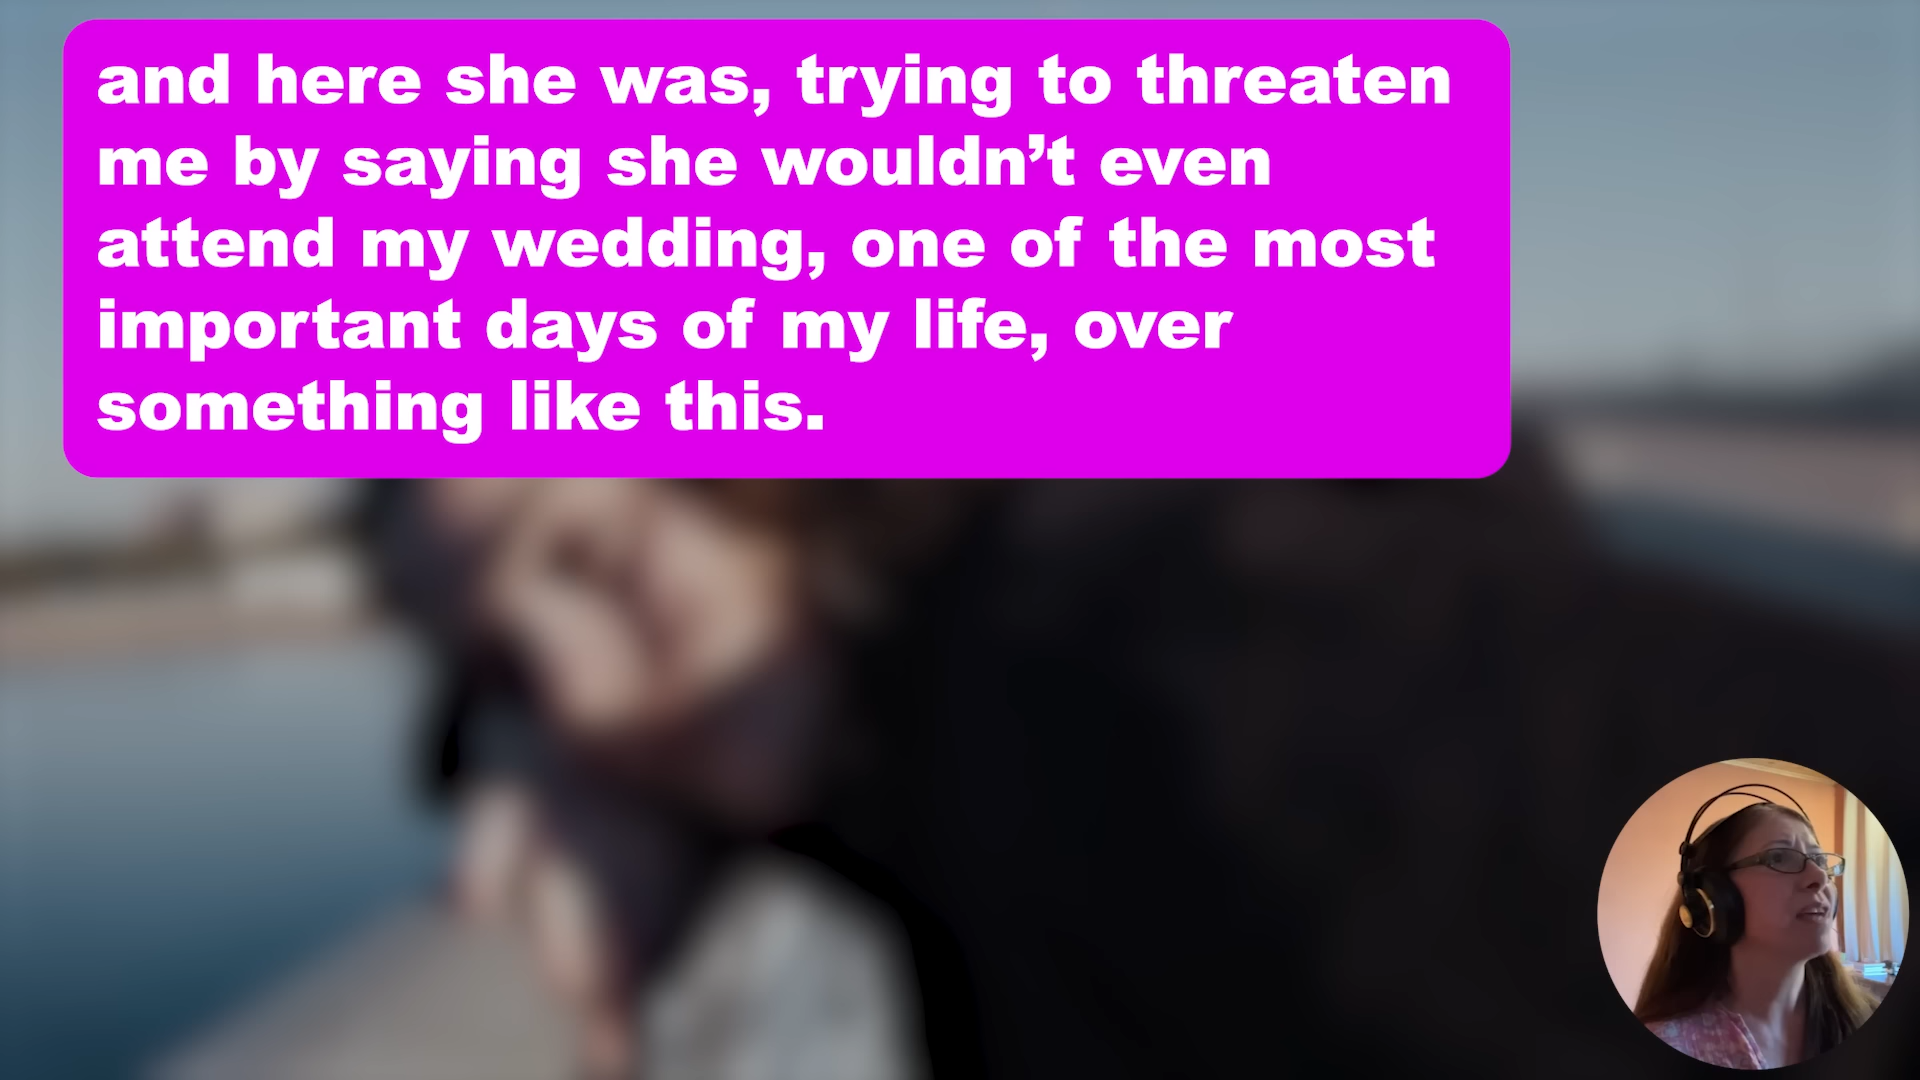 and here she was, trying to threaten
me by saying she wouldn’t even
attend my wedding, one of the most
important days of my life, over
something like this.